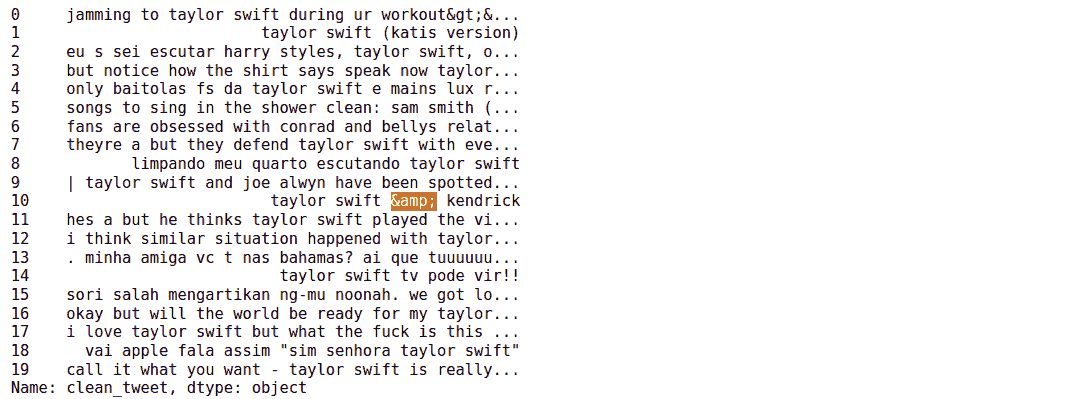 0 jamming to taylor swift during ur workout&gt;&...
1 taylor swift (katis version)
2 eu s sei escutar harry styles, taylor swift, o...
3 but notice how the shirt says speak now taylor...
4 only baitolas fs da taylor swift e mains lux r...
5 songs to sing in the shower clean: sam smith (...
6 fans are obsessed with conrad and bellys relat...
7 theyre a but they defend taylor swift with eve...
8 limpando meu quarto escutando taylor swift
9 | taylor swift and joe alwyn have been spotted...
10 taylor swift &amp; kendrick
11 hes a but he thinks taylor swift played the vi...
12 i think similar situation happened with taylor...
13 . minha amiga vc t nas bahamas? ai que tuuuuuu...
14 taylor swift tv pode vir!!
15 sori salah mengartikan ng-mu noonah. we got lo...
16 okay but will the world be ready for my taylor...
17 i love taylor swift but what the fuck is this ...
18 vai apple fala assim "sim senhora taylor swift"
19 call it what you want - taylor swift is really...
Name: clean_tweet, dtype: object